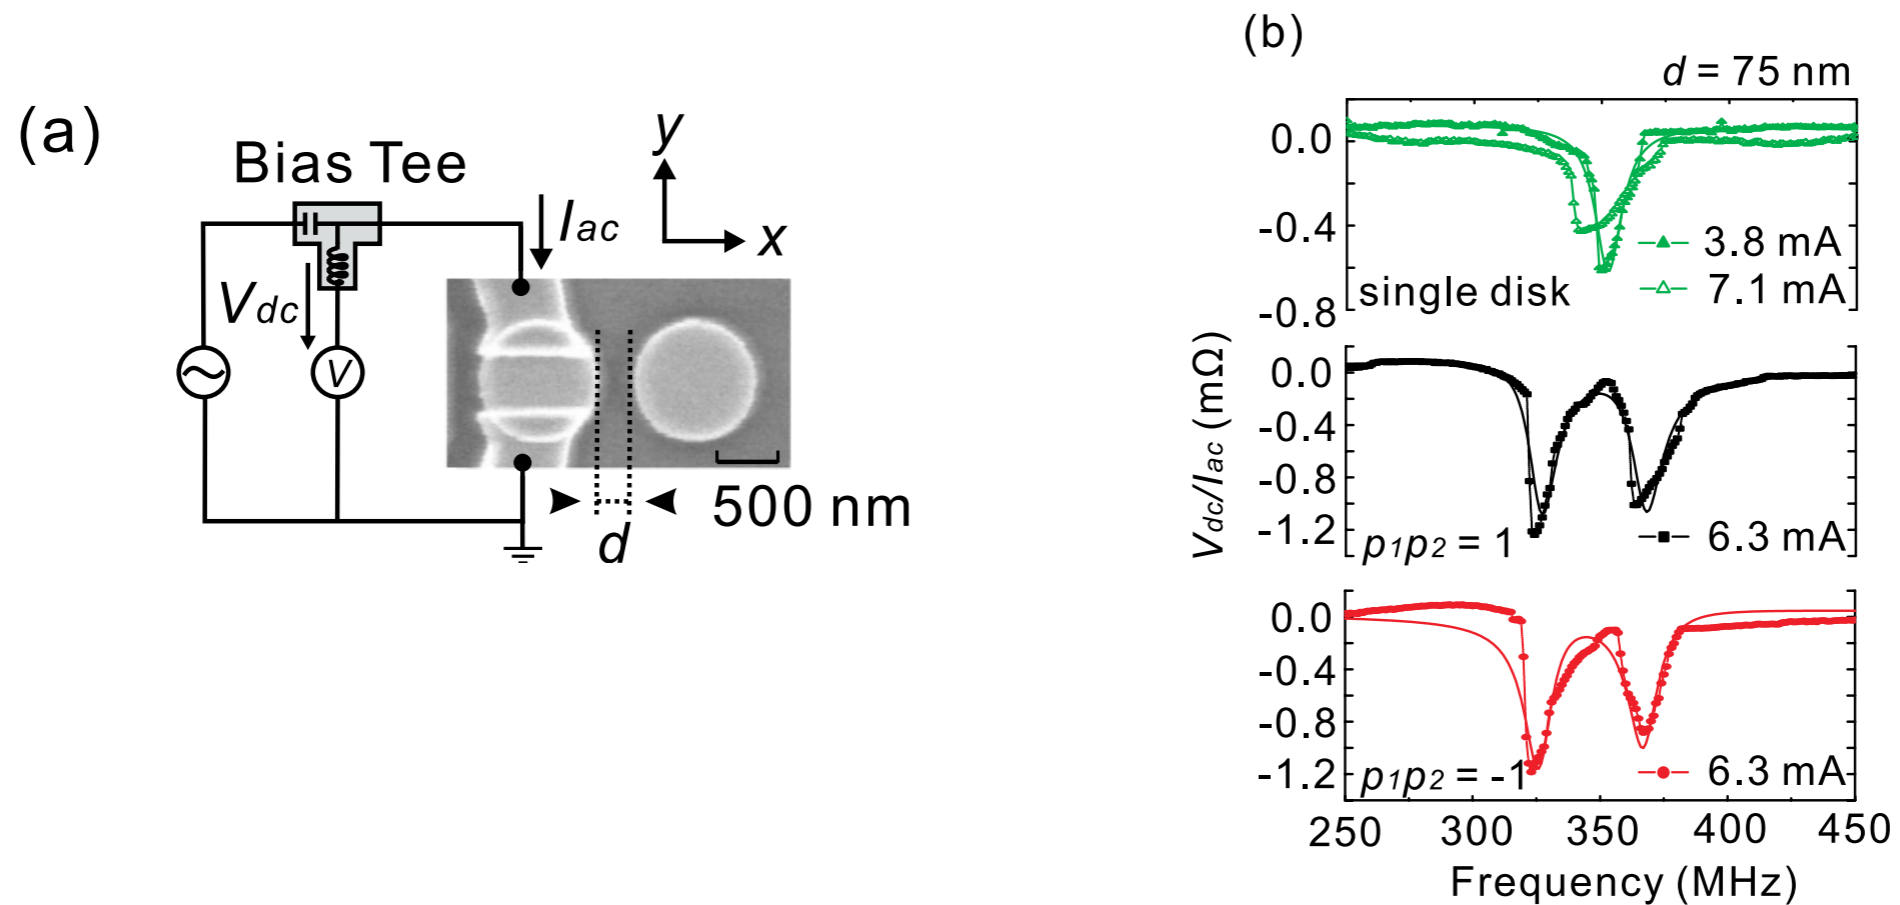 (a)
Bias Tee
y
x
Iac
Vdc
V
d
500 nm
(b)
d = 75 nm
0.0
-0.4
-0.8
single disk
3.8 mA
7.1 mA
Vdc/Iac (mΩ)
0.0
-0.4
-0.8
-1.2
p1p2 = 1
6.3 mA
0.0
-0.4
-0.8
-1.2
p1p2 = -1
6.3 mA
250 300 350 400 450
Frequency (MHz)